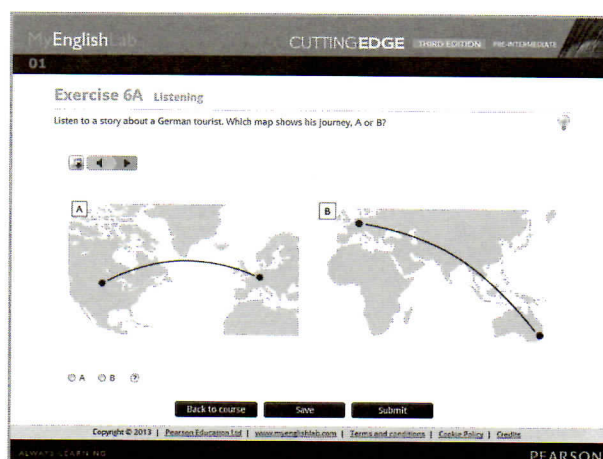 MyEnglishLab
CUTTINGEDGE THIRD EDITION PRE-INTERMEDIATE
01
Exercise 6A Listening
Listen to a story about a German tourist. Which map shows his journey, A or B?
A
B
A B ?
Back to course Save Submit
Copyright © 2013 | Pearson Education Ltd | www.myenglishlab.com | Terms and conditions | Cookie Policy | Credits
ALWAYS LEARNING PEARSON